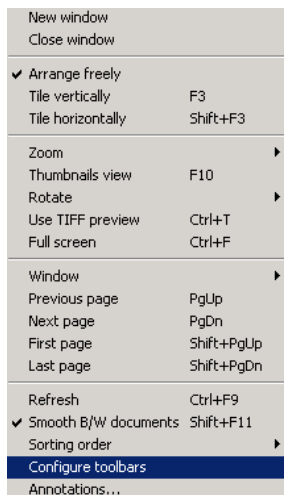 New window
Close window
Arrange freely
Tile vertically F3
Tile horizontally Shift+F3
Zoom
Thumbnails view F10
Rotate
Use TIFF preview Ctrl+T
Full screen Ctrl+F
Window
Previous page PgUp
Next page PgDn
First page Shift+PgUp
Last page Shift+PgDn
Refresh Ctrl+F9
Smooth B/W documents Shift+F11
Sorting order
Configure toolbars
Annotations...